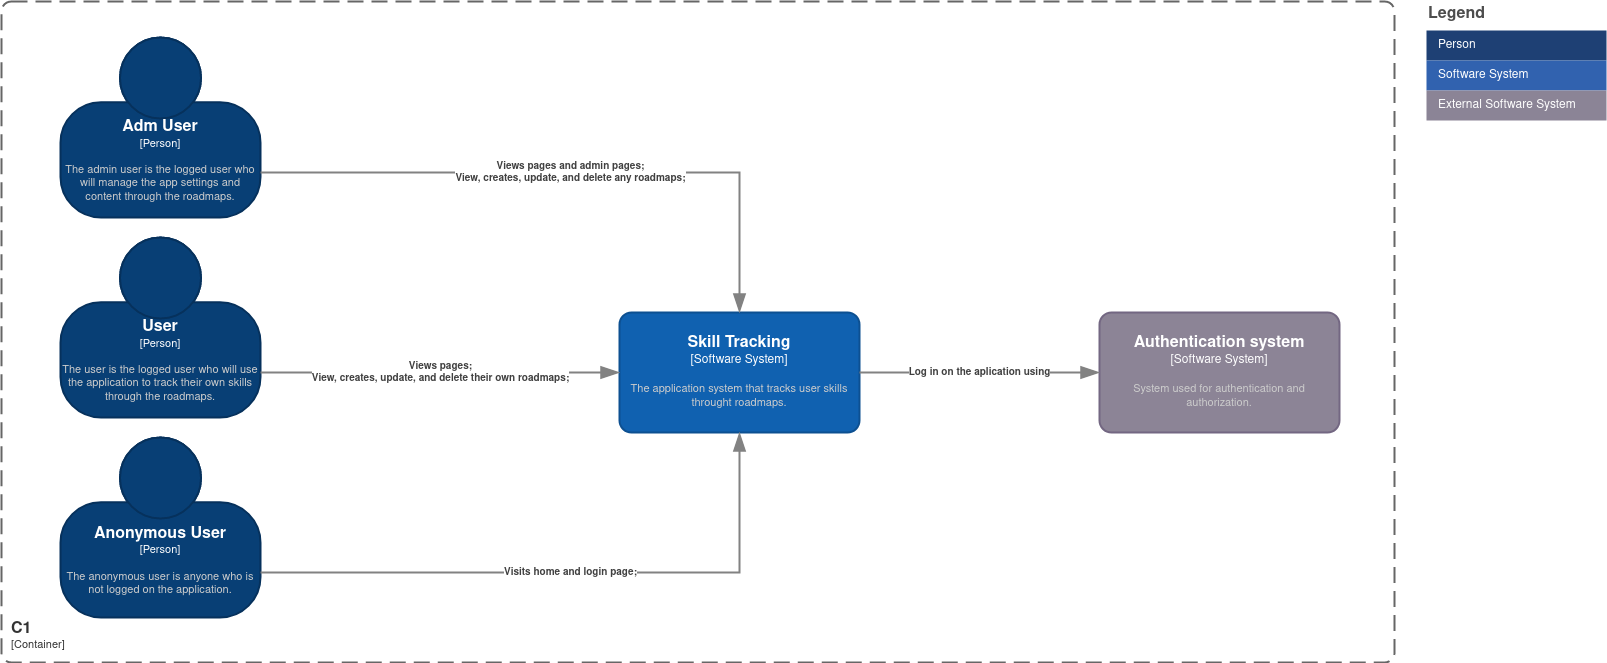 Legend
Person
Software System
External Software System
Adm User
[Person]
The admin user is the logged user who
will manage the app settings and
content through the roadmaps.
Views pages and admin pages;
View, creates, update, and delete any roadmaps;
User
[Person]
The user is the logged user who will use
the application to track their own skills
through the roadmaps.
Views pages;
View, creates, update, and delete their own roadmaps;
Skill Tracking
[Software System]
The application system that tracks user skills
throught roadmaps.
Log in on the aplication using
Authentication system
[Software System]
System used for authentication and
authorization.
Anonymous User
[Person]
The anonymous user is anyone who is
not logged on the application.
Visits home and login page;
C1
[Container]